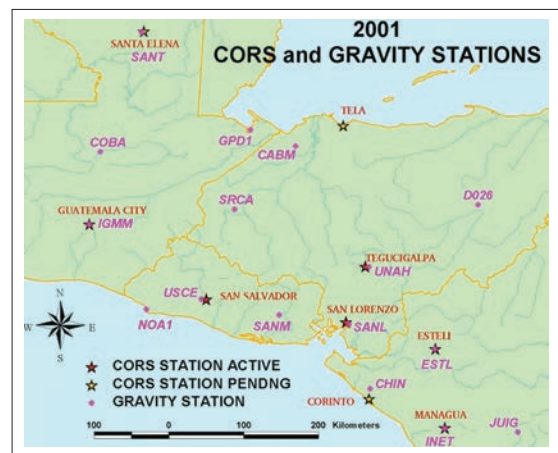 2001
CORS and GRAVITY STATIONS
SANTA ELENA
SANT
TELA
GPD1
COBA
CABM
SRCA
D026
GUATEMALA CITY
IGMM
TEGUCIGALPA
UNAH
USCE
SAN SALVADOR
NOA1
SANM
SAN LORENZO
SANL
ESTELI
ESTL
N
W
E
S
CORS STATION ACTIVE
CORS STATION PENDNG
GRAVITY STATION
CHIN
CORINTO
MANAGUA
INET
JUIG
100 0 100 200 Kilometers